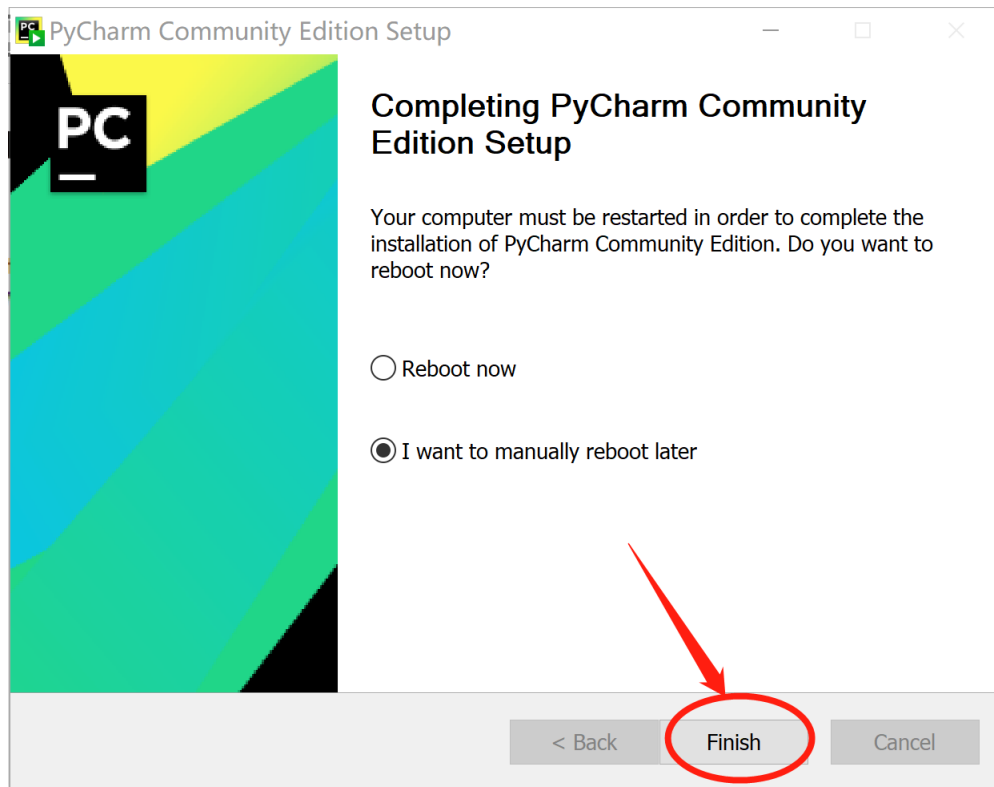 PC PyCharm Community Edition Setup
PC
Completing PyCharm Community
Edition Setup
Your computer must be restarted in order to complete the
installation of PyCharm Community Edition. Do you want to
reboot now?
Reboot now
I want to manually reboot later
< Back Finish Cancel